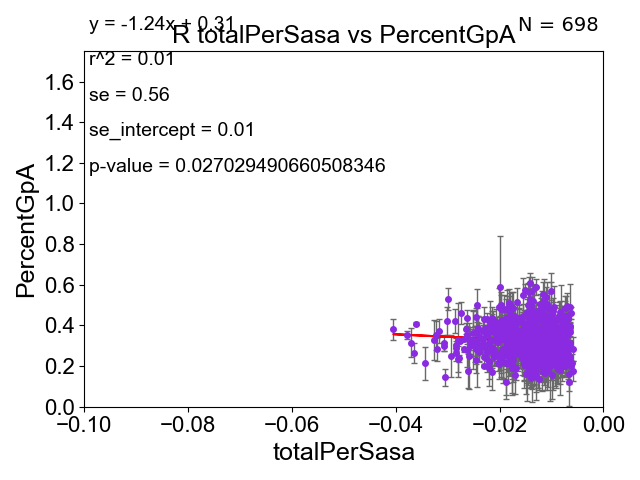 y = -1.24x + 0.31
N = 698
R totalPerSasa vs PercentGpA
r^2 = 0.01
se = 0.56
se_intercept = 0.01
p-value = 0.027029490660508346
PercentGpA
1.6
1.4
1.2
1.0
0.8
0.6
0.4
0.2
0.0
−0.10 −0.08 −0.06 −0.04 −0.02 0.00
totalPerSasa